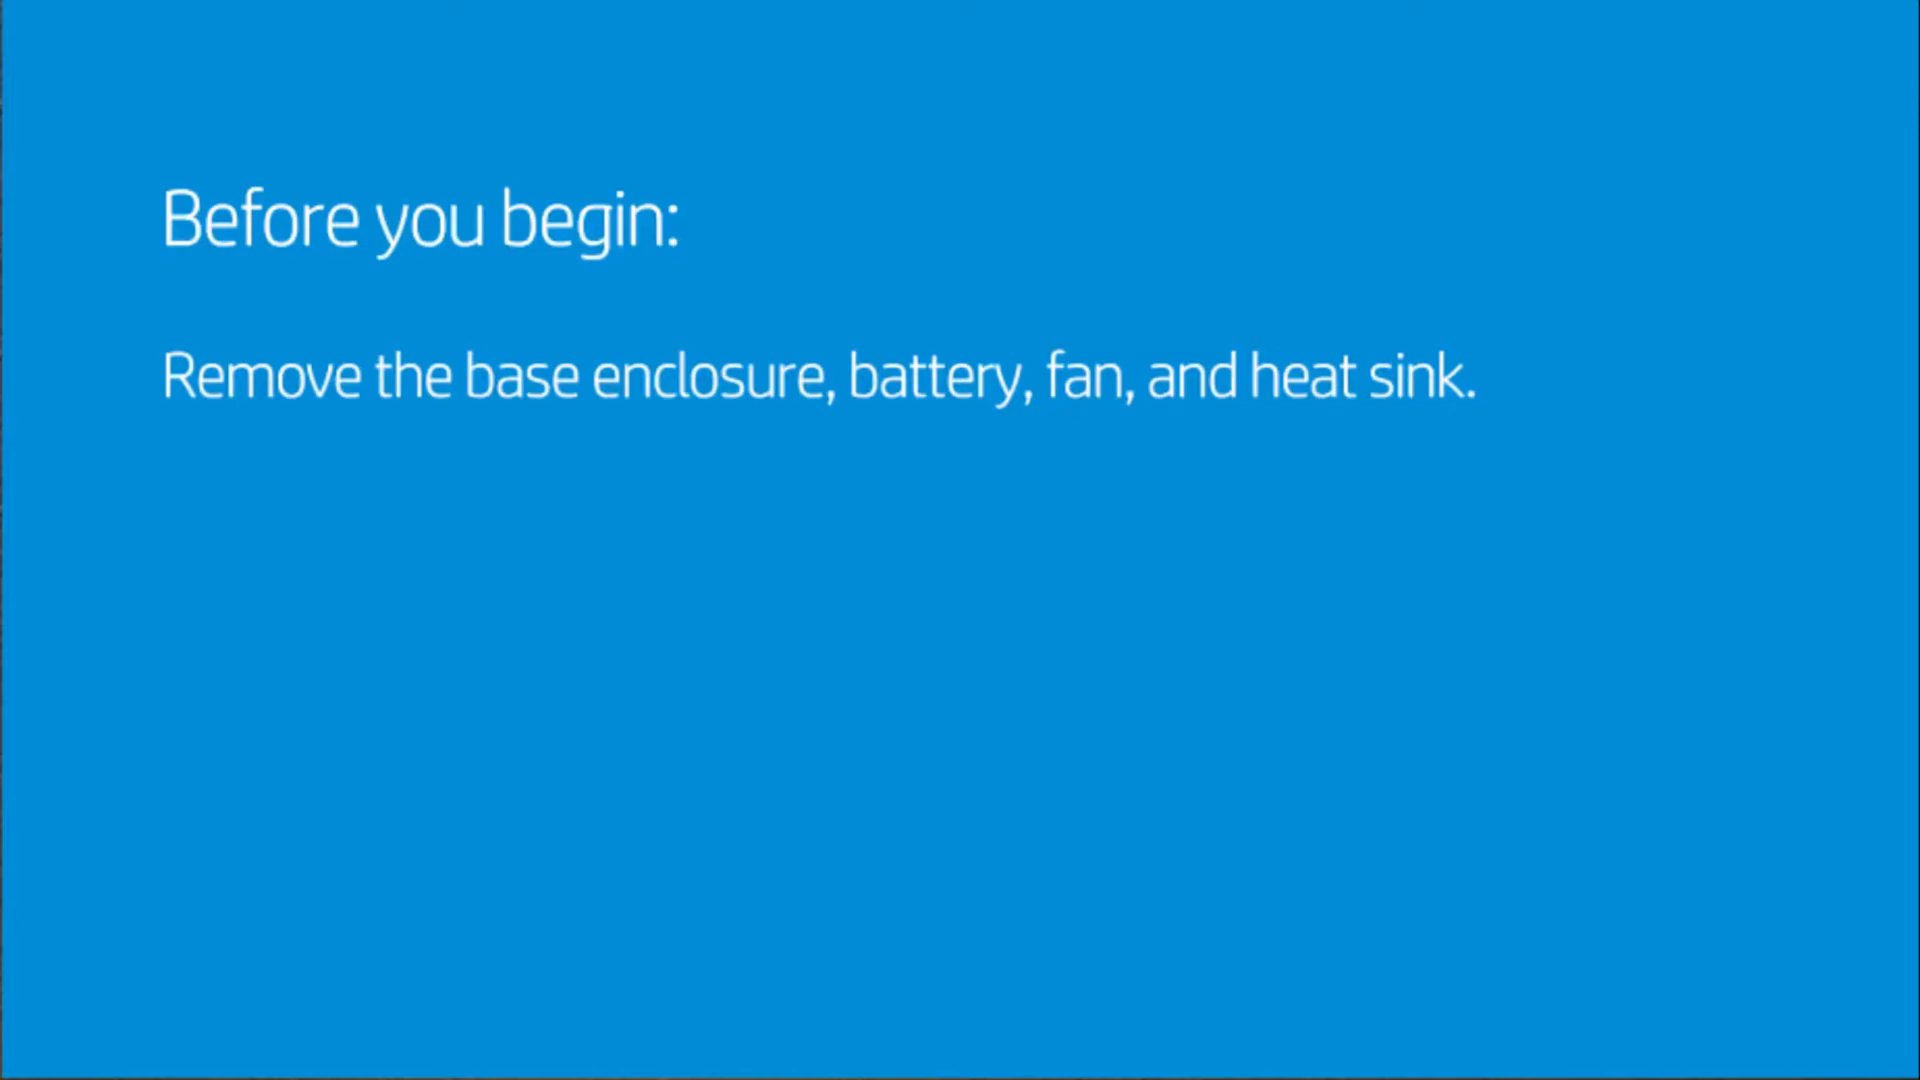 Before you begin:
Remove the base enclosure, battery, fan, and heat sink.